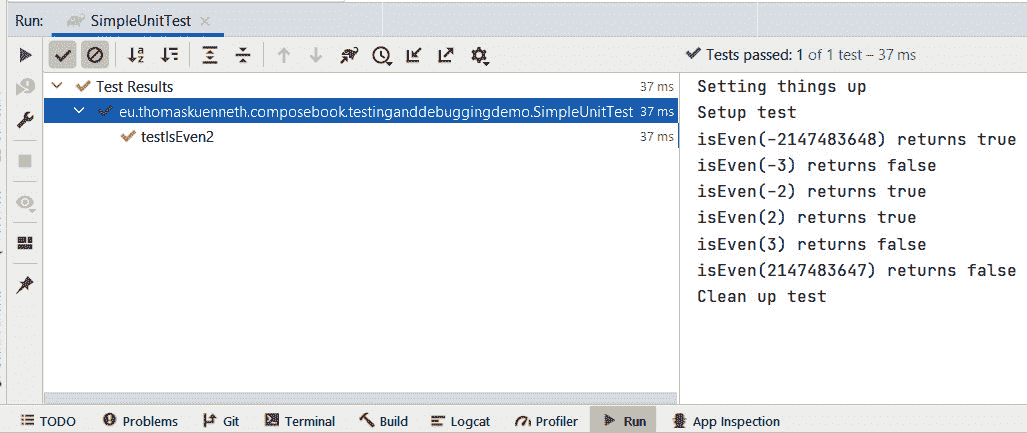 Run: SimpleUnitTest
Tests passed: 1 of 1 test – 37 ms
Test Results 37 ms
eu.thomaskuenneth.composebook.testinganddebuggingdemo.SimpleUnitTest 37 ms
testIsEven2 37 ms
Setting things up
Setup test
isEven(-2147483648) returns true
isEven(-3) returns false
isEven(-2) returns true
isEven(2) returns true
isEven(3) returns false
isEven(2147483647) returns false
Clean up test
TODO Problems Git Terminal Build Logcat Profiler Run App Inspection